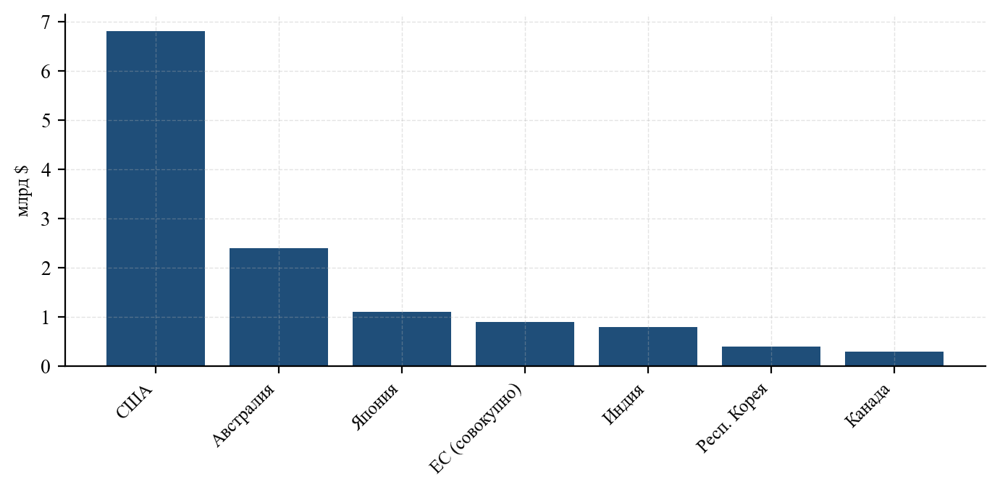 7
6
5
4
3
2
1
0
млрд $
США
Австралия
Япония
ЕС (совокупно)
Индия
Респ. Корея
Канада